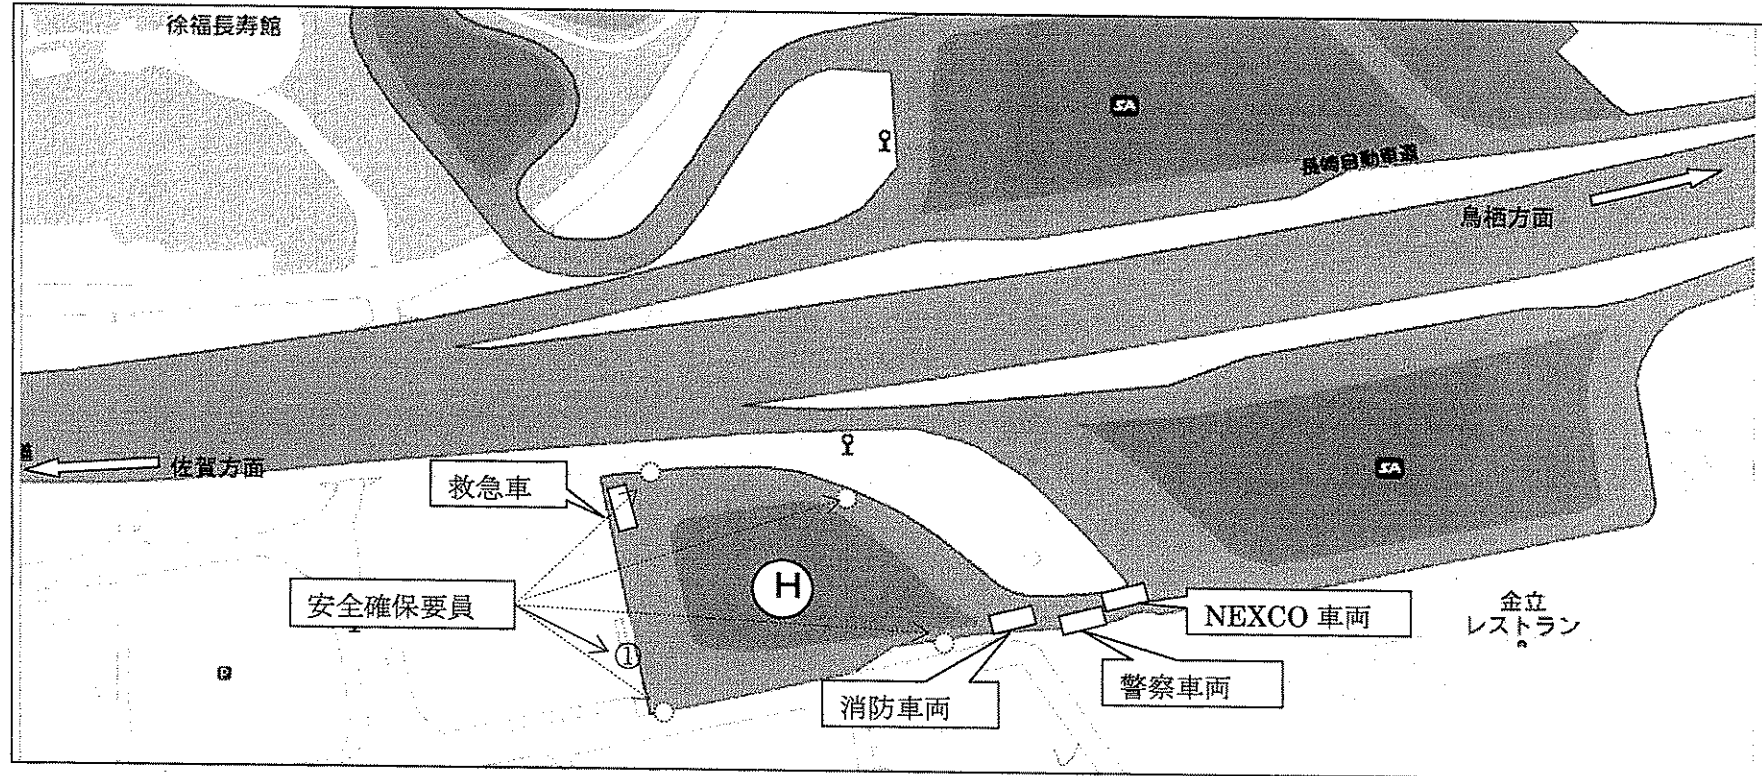 徐福長寿館
SA
長崎自動車道
鳥栖方面
佐賀方面
救急車
SA
H
安全確保要員
①
NEXCO 車両
金立
レストラン
警察車両
消防車両
P